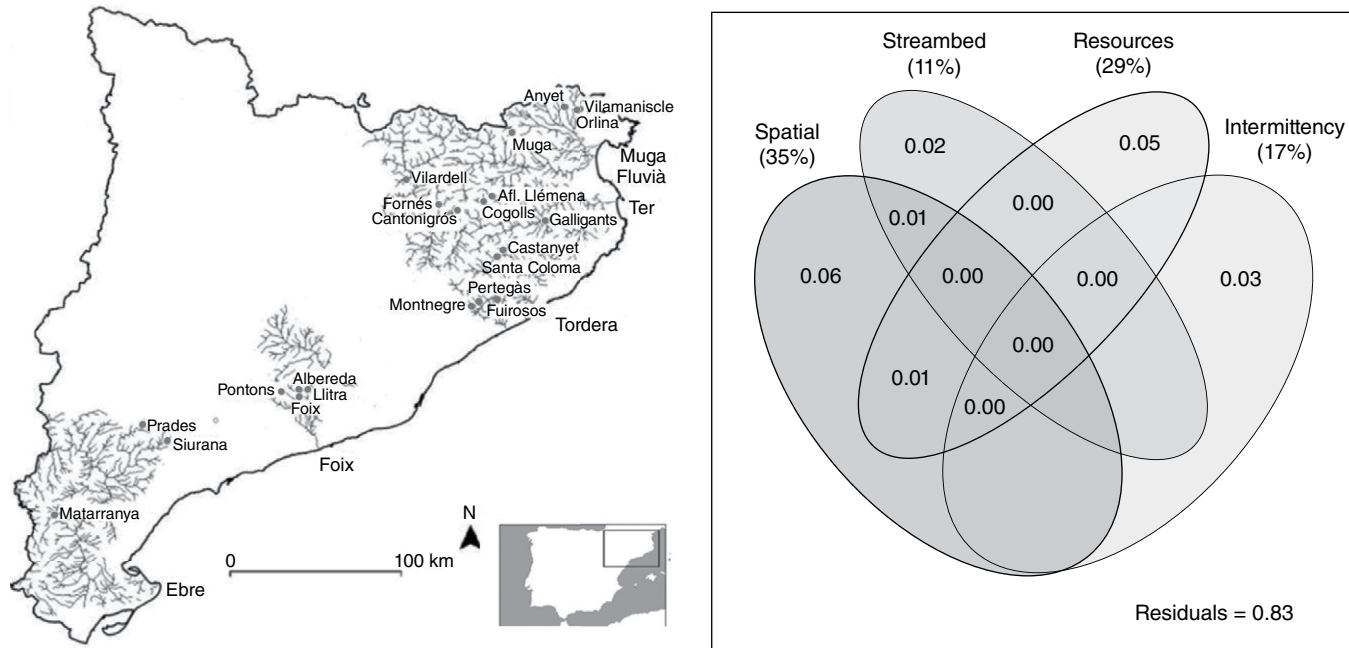 Anyet
Vilamaniscle
Orlina
Muga
Muga
Fluvià
Vilardell
Afl. Llémena
Fornés
Cogolls
Ter
Cantonigrós
Galligants
Castanyet
Santa Coloma
Pertegàs
Montnegre
Fuirosos
Tordera
Albereda
Pontons
Llitra
Foix
Prades
Siurana
Foix
Matarranya
N
0
100 km
Ebre
Streambed
(11%)
Resources
(29%)
Spatial
(35%)
Intermittency
(17%)
0.02
0.05
0.01
0.00
0.06
0.00
0.00
0.03
0.00
0.01
0.00
Residuals = 0.83